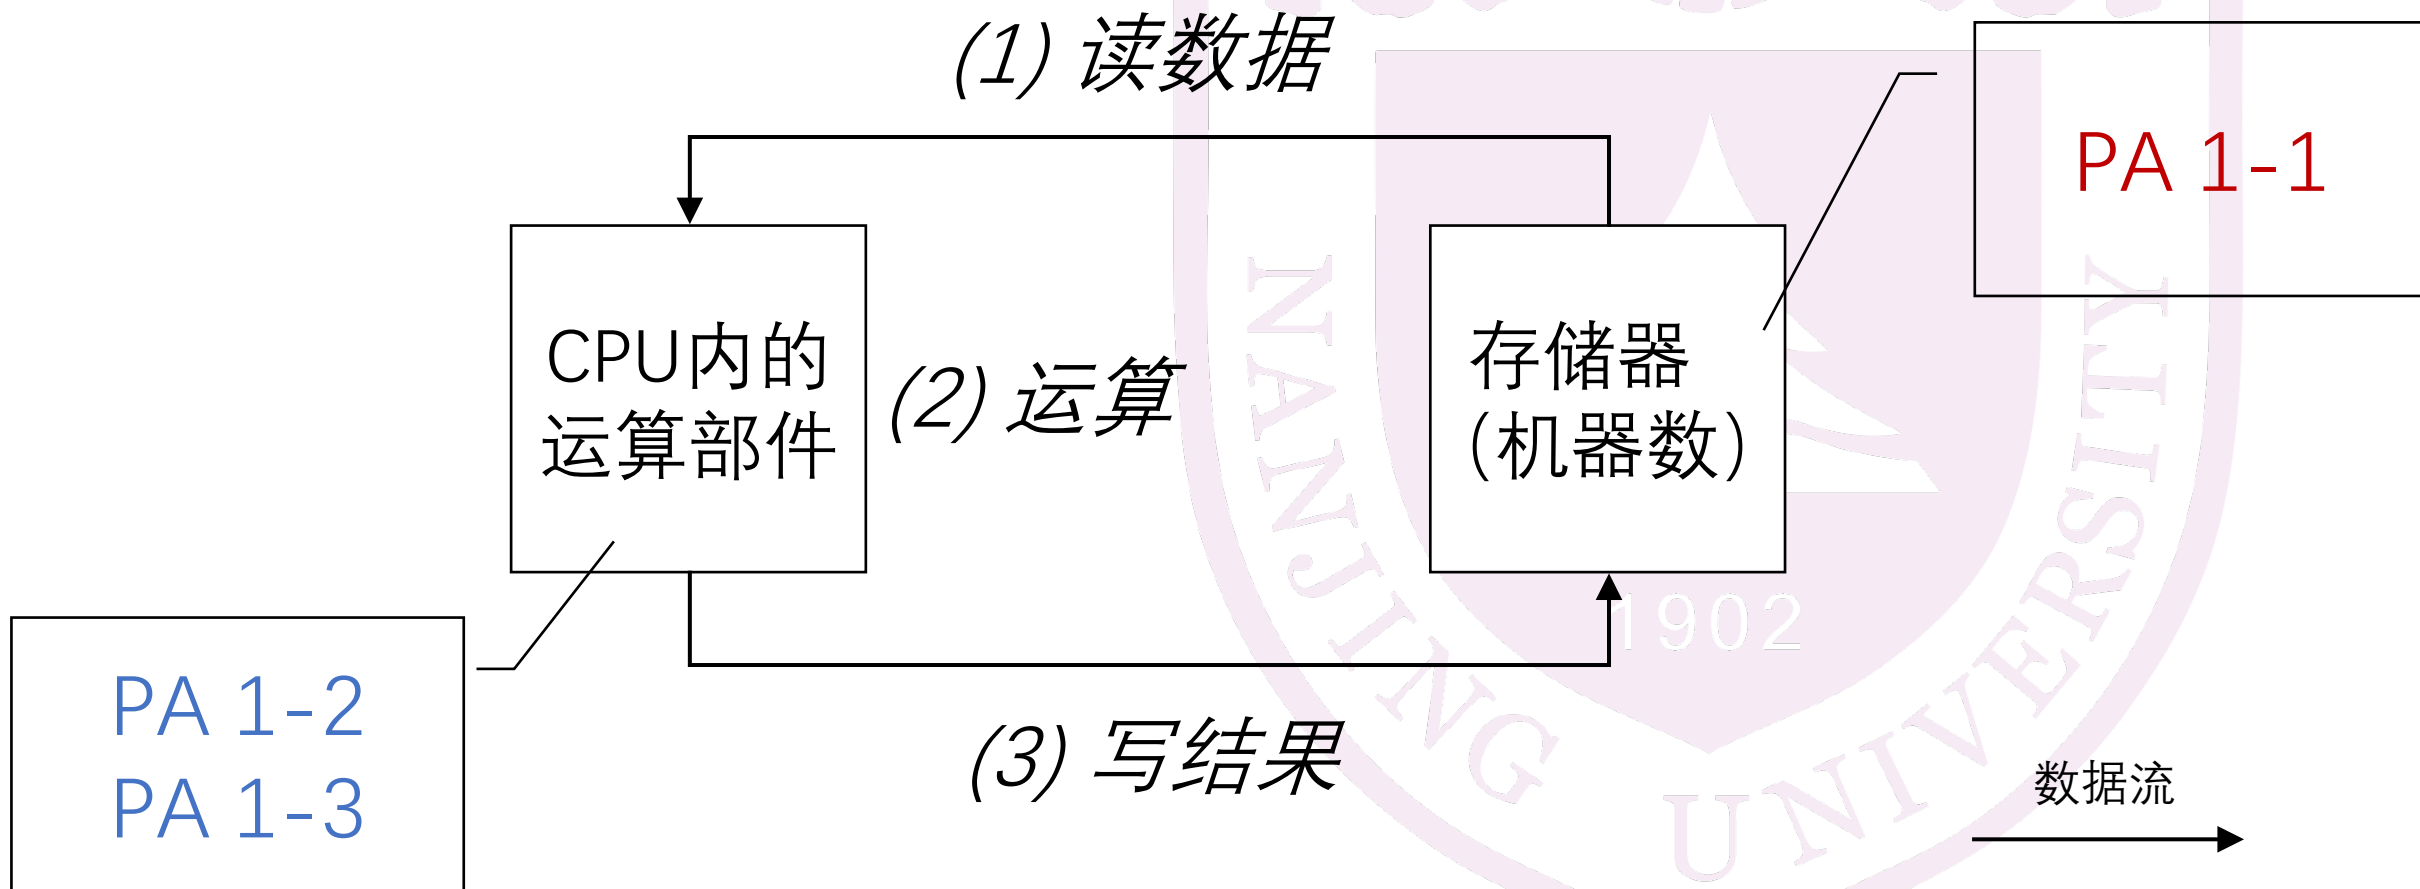 (1) 读数据
PA 1-1
CPU内的
运算部件
(2) 运算
存储器
(机器数)
PA 1-2
PA 1-3
(3) 写结果
数据流
NANJING UNIVERSITY
1902